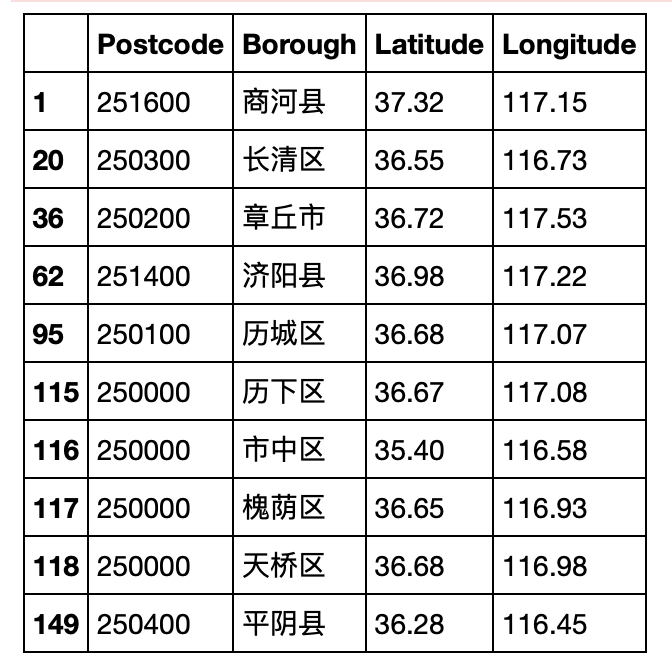 Postcode Borough Latitude Longitude
1 251600 商河县 37.32 117.15
20 250300 长清区 36.55 116.73
36 250200 章丘市 36.72 117.53
62 251400 济阳县 36.98 117.22
95 250100 历城区 36.68 117.07
115 250000 历下区 36.67 117.08
116 250000 市中区 35.40 116.58
117 250000 槐荫区 36.65 116.93
118 250000 天桥区 36.68 116.98
149 250400 平阴县 36.28 116.45